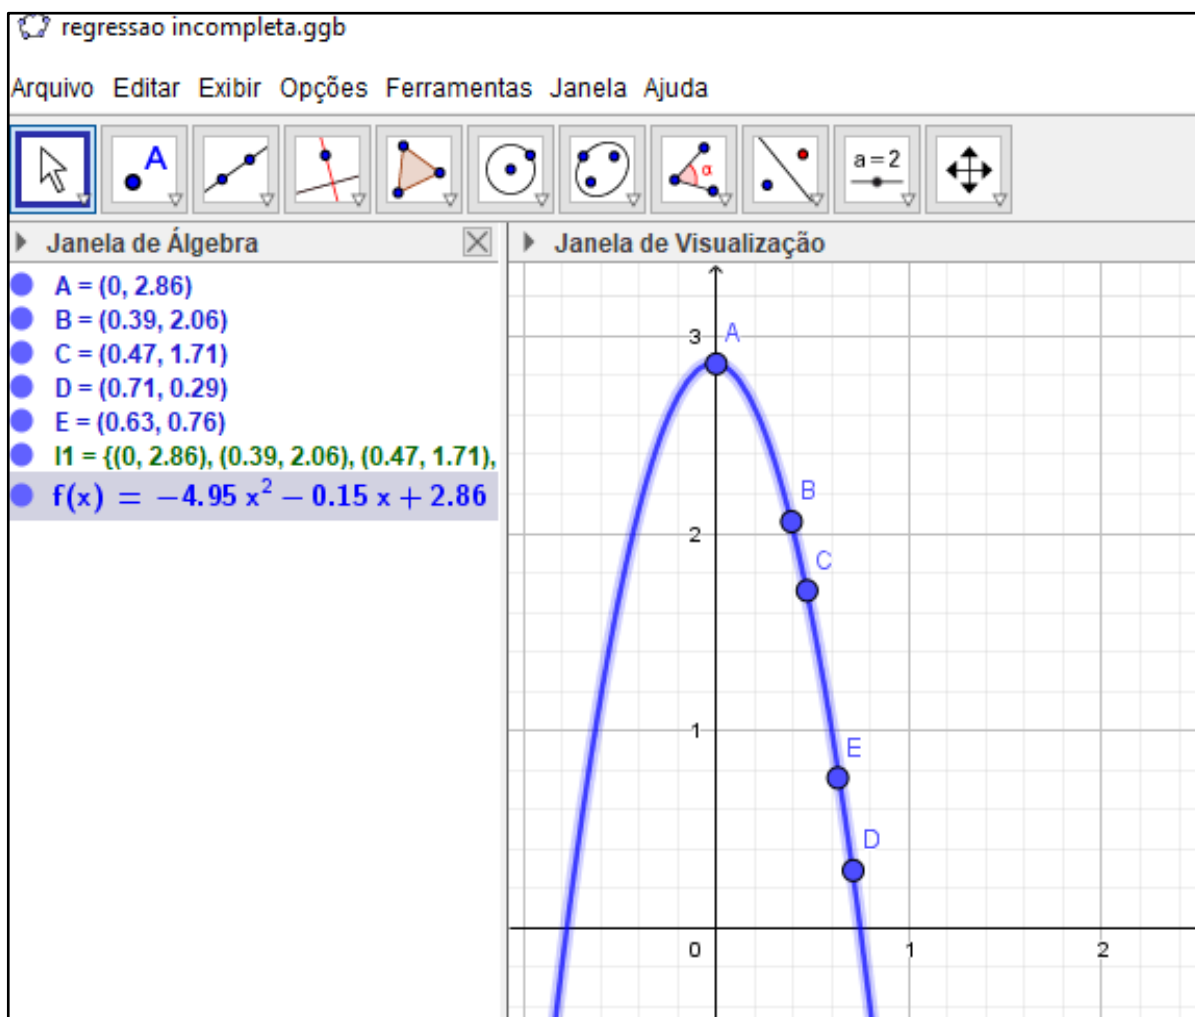 regressao incompleta.ggb
Arquivo Editar Exibir Opções Ferramentas Janela Ajuda
A
α
a = 2
Janela de Álgebra
Janela de Visualização
A = (0, 2.86)
B = (0.39, 2.06)
C = (0.47, 1.71)
D = (0.71, 0.29)
E = (0.63, 0.76)
l1 = {(0, 2.86), (0.39, 2.06), (0.47, 1.71),
f(x) = −4.95 x² − 0.15 x + 2.86
3
A
B
2
C
1
E
D
0
1
2